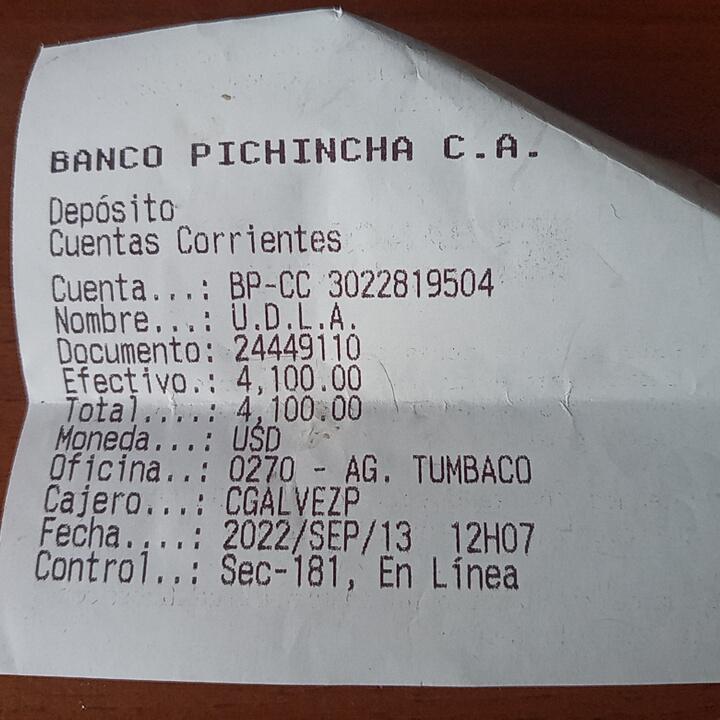 BANCO PICHINCHA C.A.
Depósito
Cuentas Corrientes
Cuenta...: BP-CC 3022819504
Nombre...: U.D.L.A.
Documento: 24449110
Efectivo.: 4,100.00
Total....: 4,100.00
Moneda...: USD
Oficina..: 0270 - AG. TUMBACO
Cajero...: CGALVEZP
Fecha....: 2022/SEP/13 12H07
Control..: Sec-181, En Línea